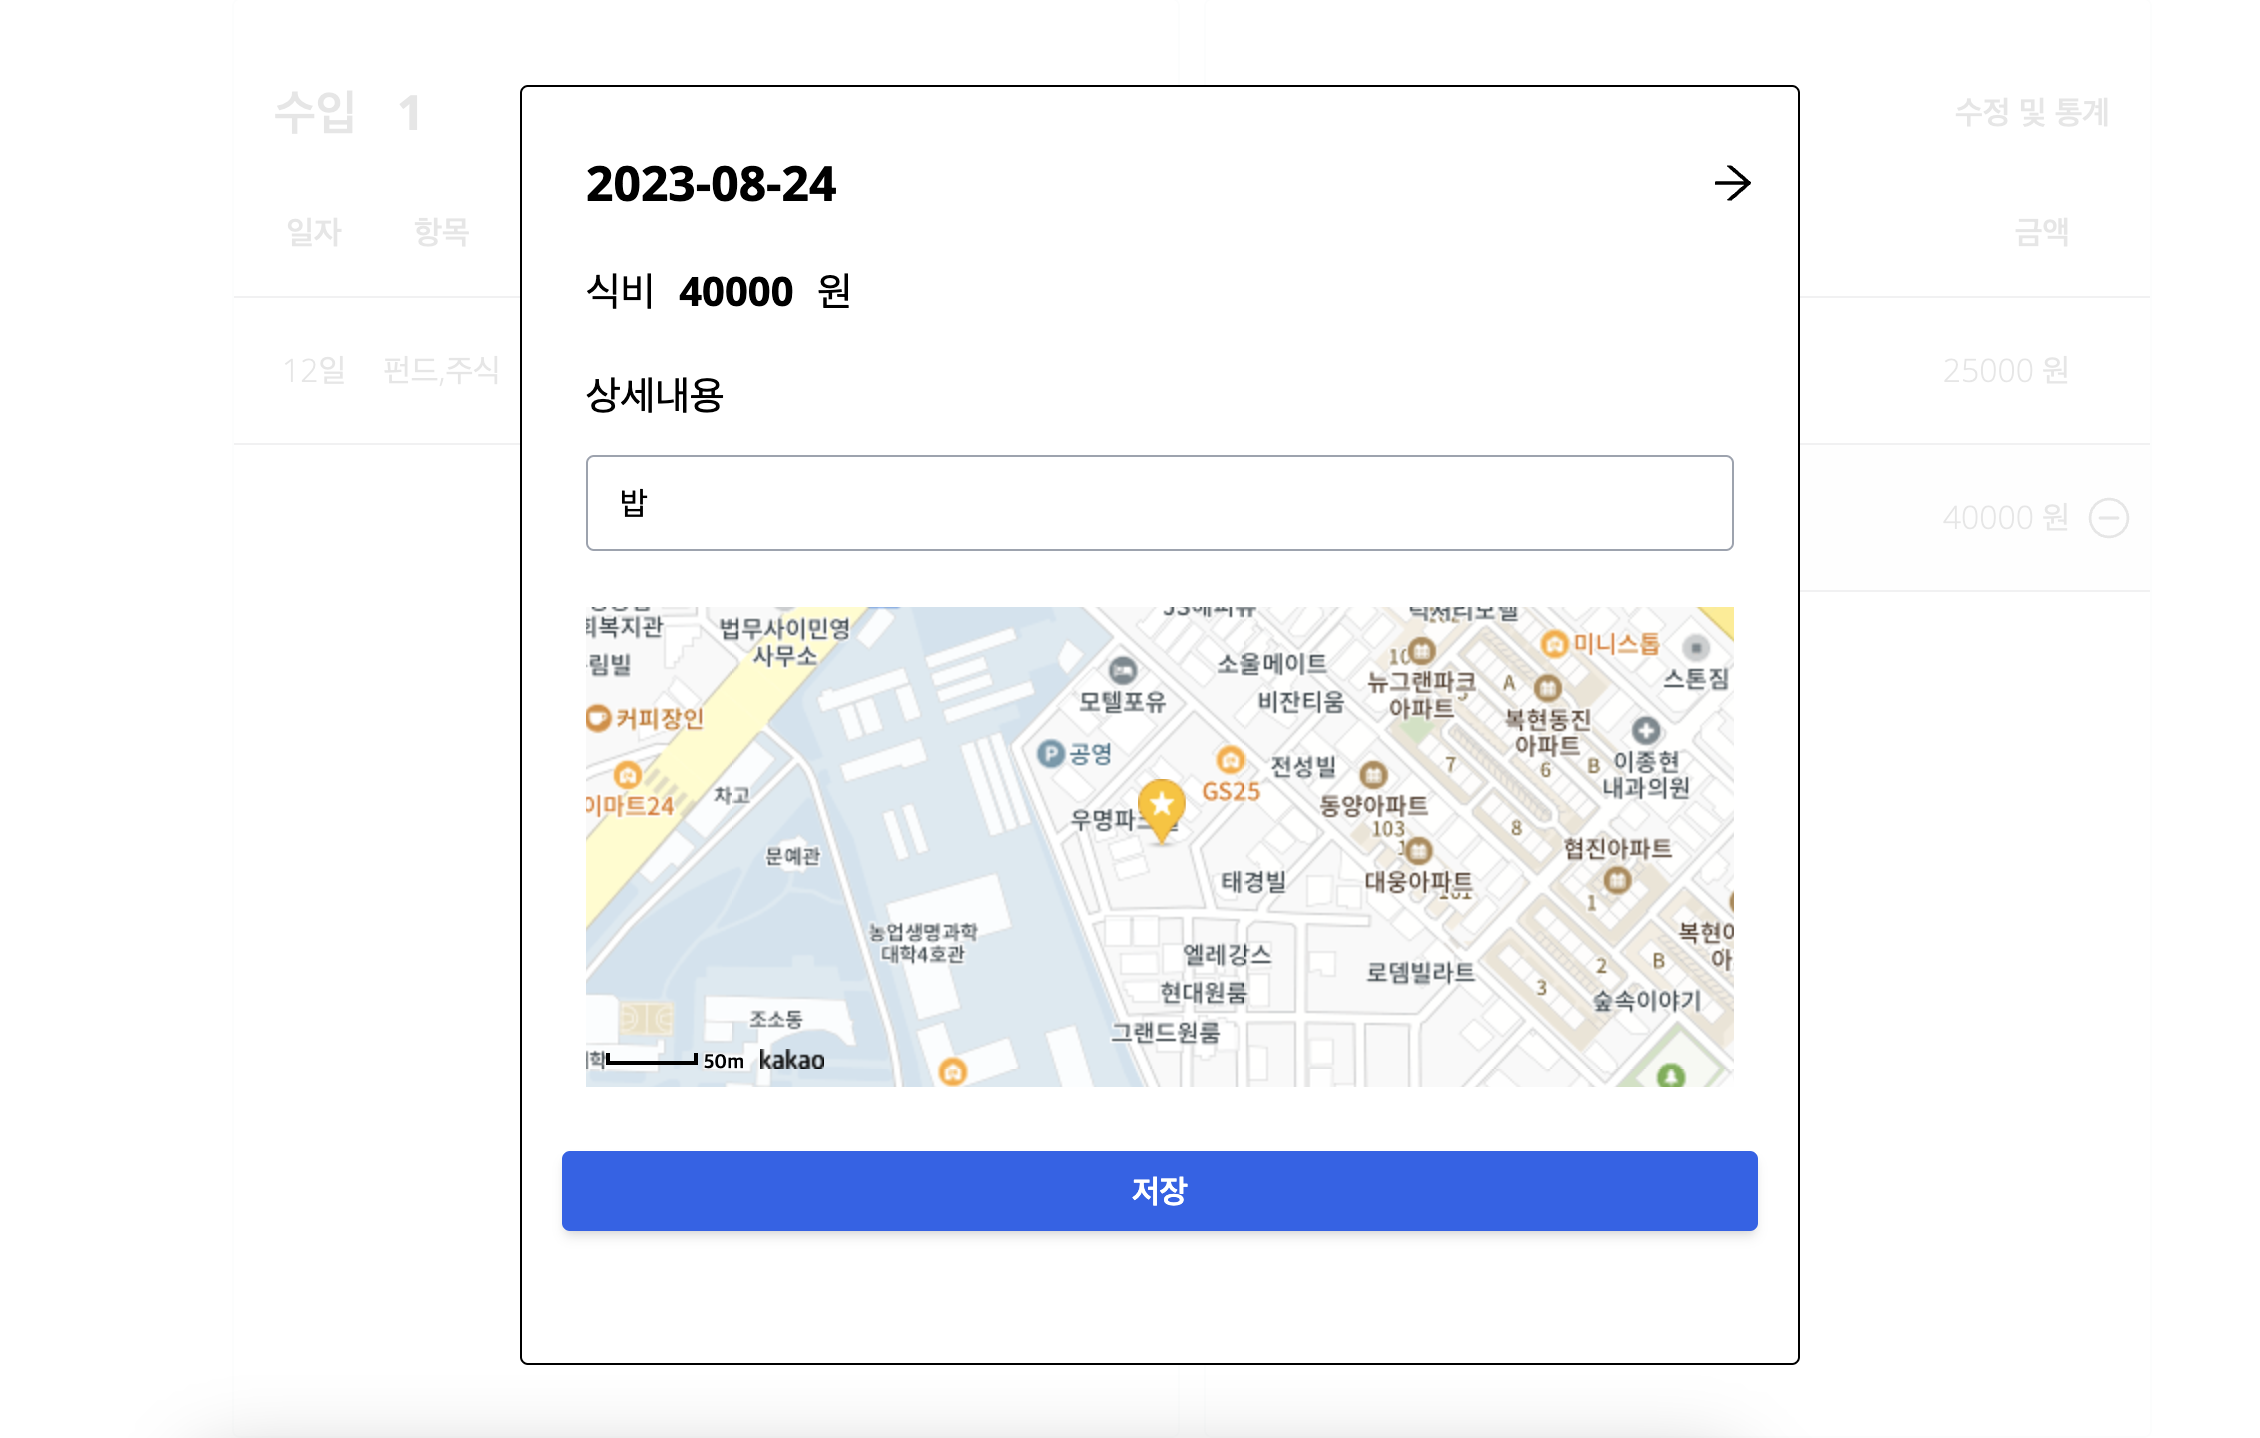 수입 1
수정 및 통계
일자 항목
금액
12일 펀드,주식
25000 원
40000 원
2023-08-24
식비 40000 원
상세내용
밥
회복지관
법무사이민영
사무소
림빌
커피장인
이마트24
차고
문예관
농업생명과학
대학4호관
조소동
50m kakao
모텔포유
소울메이트
비잔티움
P 공영
GS25
전성빌
태경빌
엘레강스
현대원룸
그랜드원룸
로뎀빌라트
뉴그랜파크
아파트
미니스톱
스톤짐
A
복현동진
아파트
7
6
B
이종현
내과의원
동양아파트
103
8
대웅아파트
101
협진아파트
1
2
B
3
숲속이야기
저장